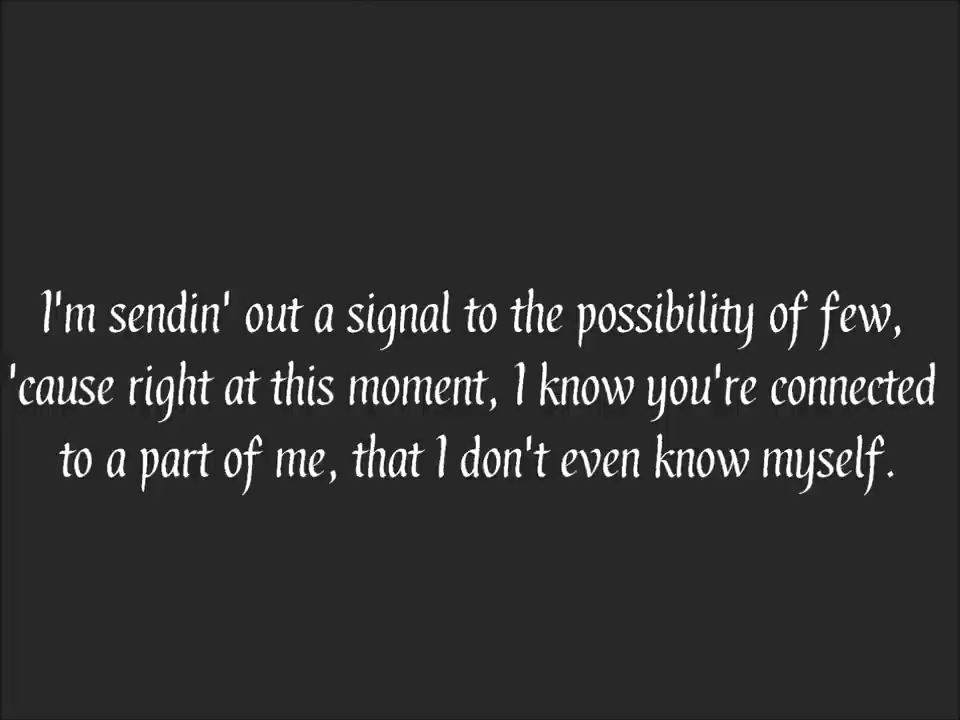 I'm sendin' out a signal to the possibility of few,
'cause right at this moment, I know you're connected
to a part of me, that I don't even know myself.